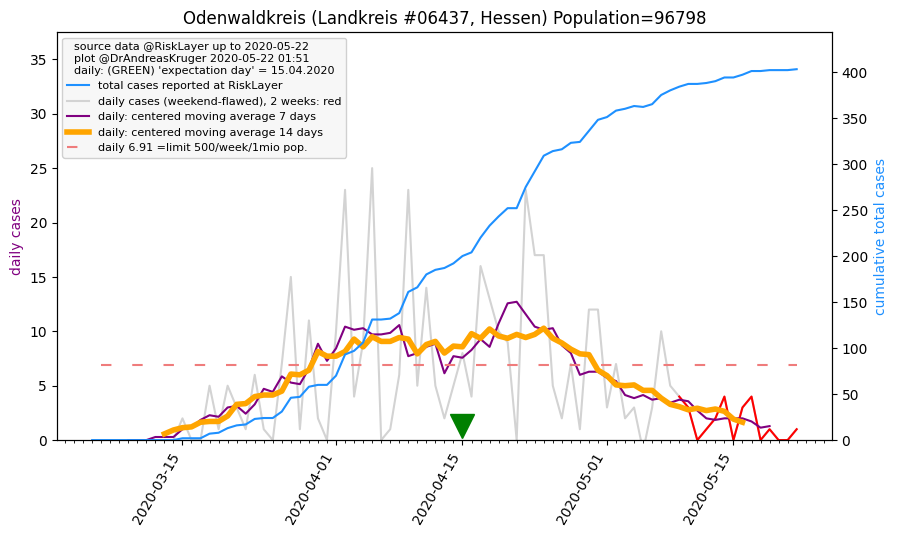 Odenwaldkreis (Landkreis #06437, Hessen) Population=96798
source data @RiskLayer up to 2020-05-22
plot @DrAndreasKruger 2020-05-22 01:51
daily: (GREEN) 'expectation day' = 15.04.2020
total cases reported at RiskLayer
daily cases (weekend-flawed), 2 weeks: red
daily: centered moving average 7 days
daily: centered moving average 14 days
daily 6.91 =limit 500/week/1mio pop.
daily cases
35
30
25
20
15
10
5
0
cumulative total cases
400
350
300
250
200
150
100
50
0
2020-03-15
2020-04-01
2020-04-15
2020-05-01
2020-05-15